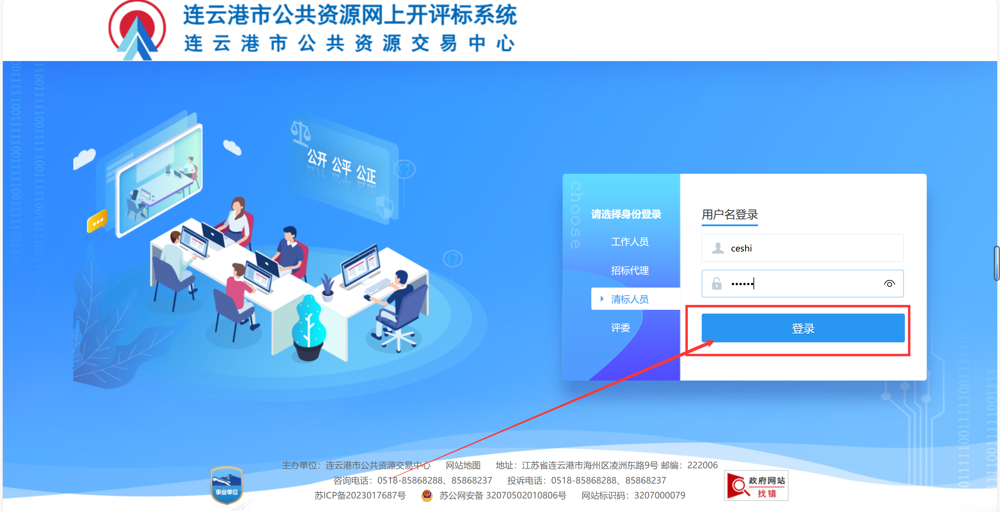 连云港市公共资源网上开评标系统
连云港市公共资源交易中心
公开 公平 公正
choose
请选择身份登录
工作人员
招标代理
清标人员
评委
用户名登录
ceshi
••••••
登录
主办单位：连云港市公共资源交易中心 网站地图 地址：江苏省连云港市海州区凌洲东路9号 邮编：222006
咨询电话：0518-85868288、85868237 投诉电话：0518-85868288、85868237
苏ICP备2023017687号 苏公网安备 32070502010806号 网站标识码：3207000079
事业单位
政府网站
找错